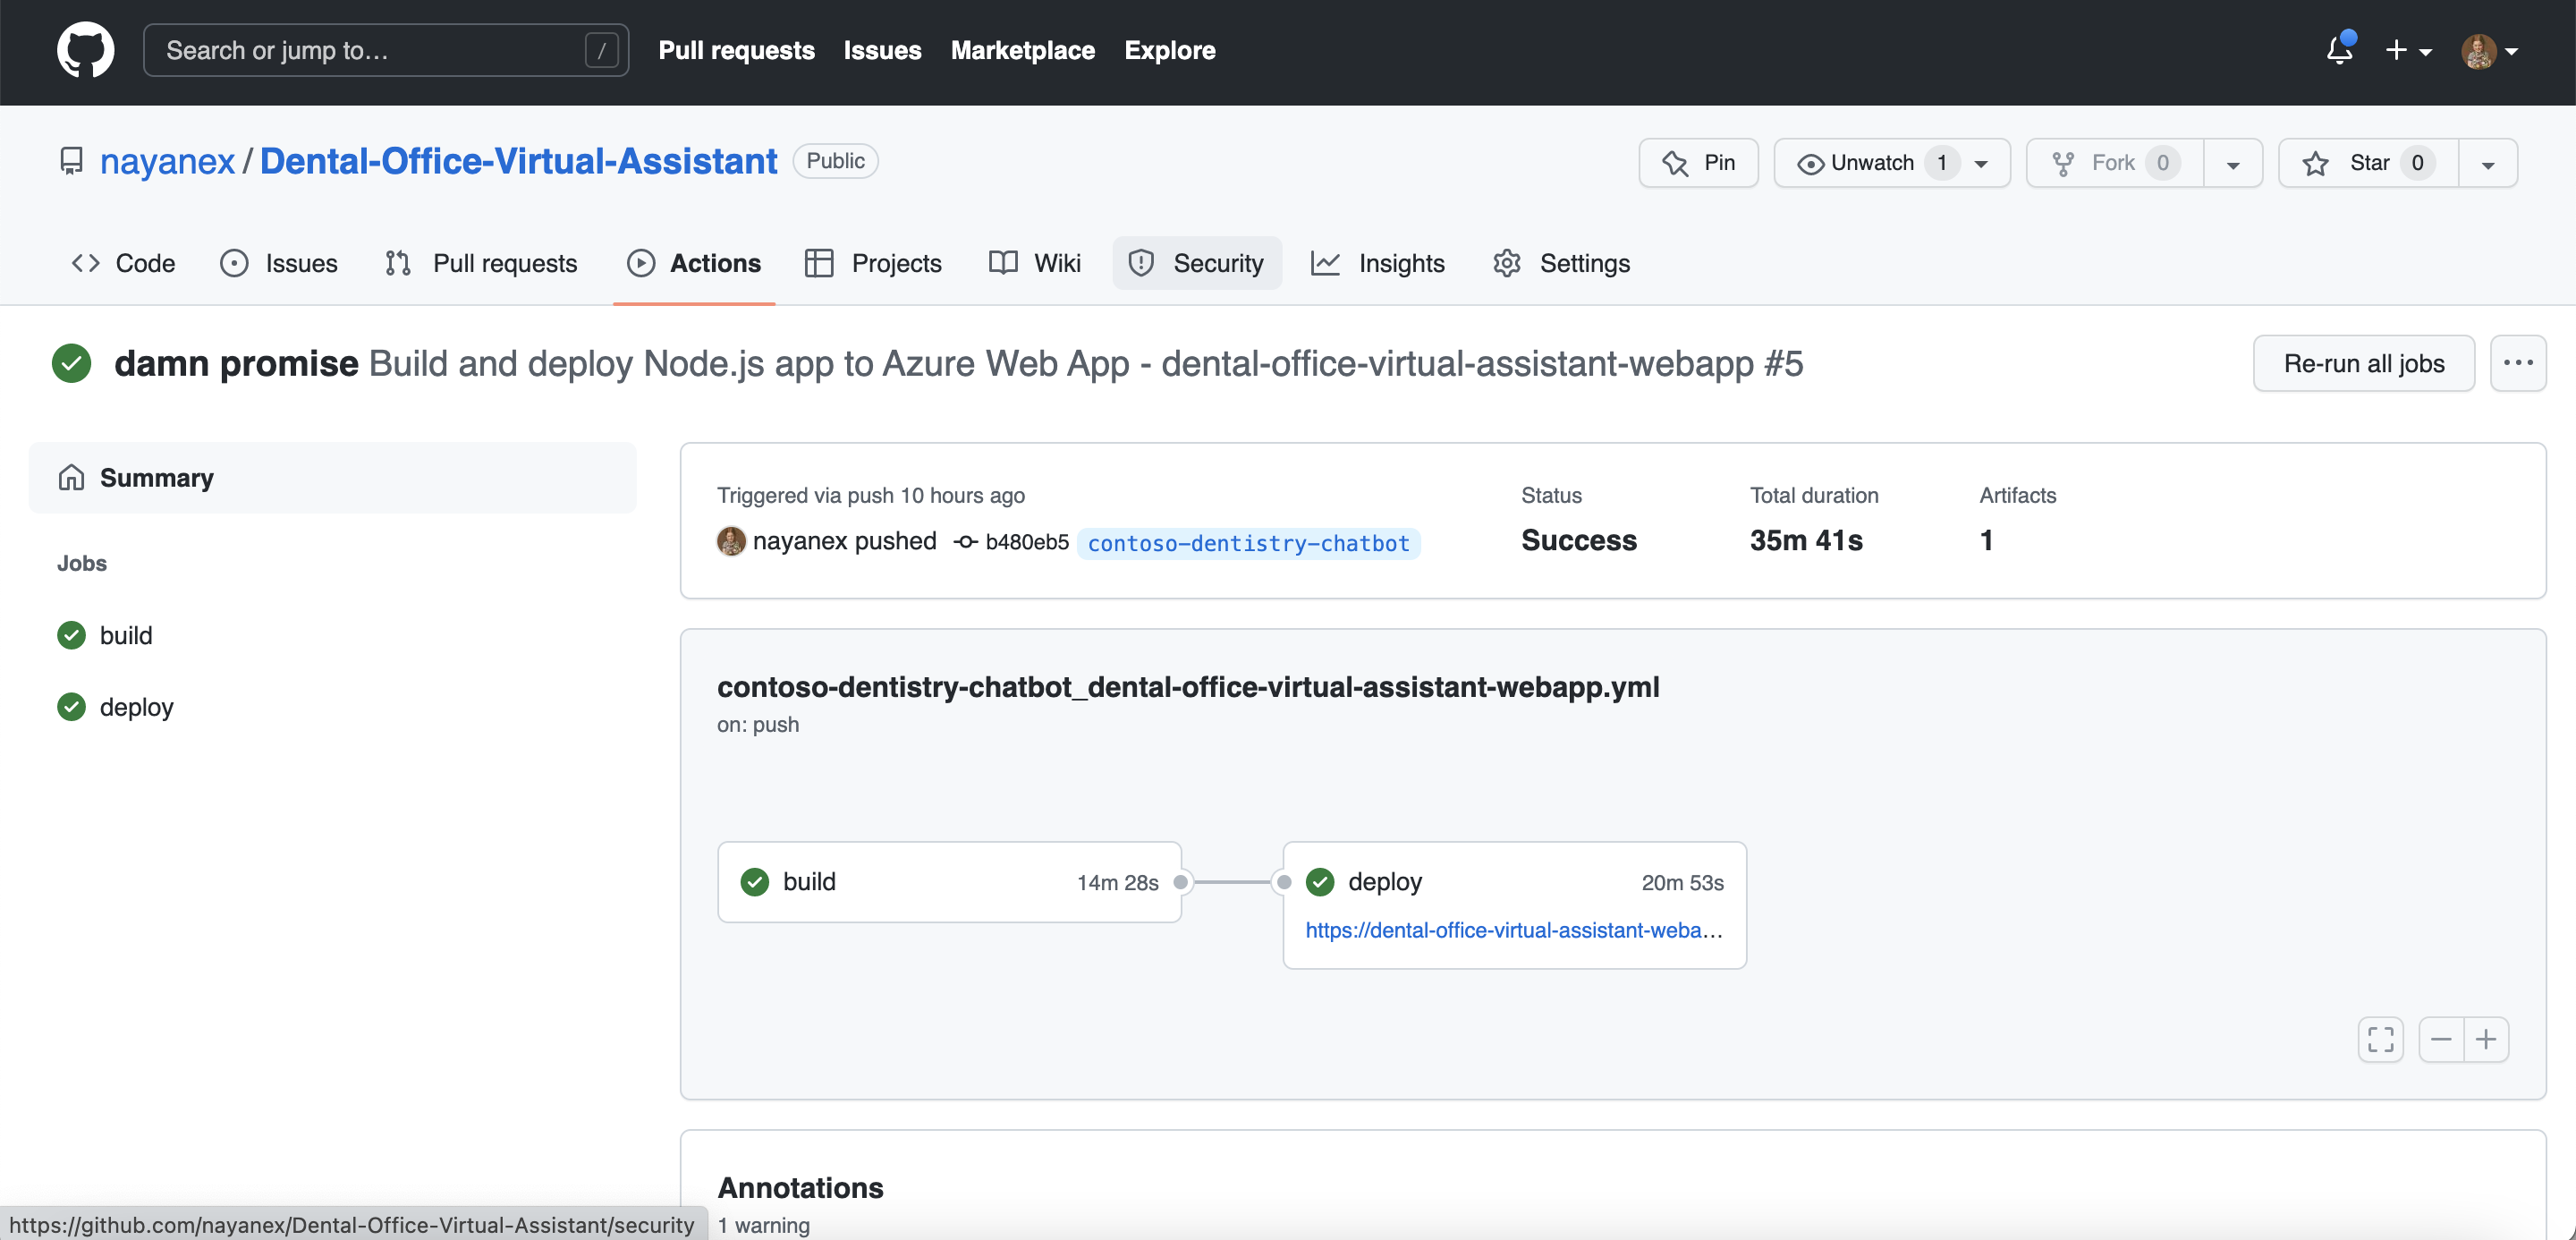 Search or jump to... /
Pull requests Issues Marketplace Explore
nayanex / Dental-Office-Virtual-Assistant Public
Pin Unwatch 1 Fork 0 Star 0
Code Issues Pull requests Actions Projects Wiki Security Insights Settings
damn promise Build and deploy Node.js app to Azure Web App - dental-office-virtual-assistant-webapp #5
Re-run all jobs
Summary
Jobs
build
deploy
Triggered via push 10 hours ago
nayanex pushed b480eb5 contoso-dentistry-chatbot
Status
Success
Total duration
35m 41s
Artifacts
1
contoso-dentistry-chatbot_dental-office-virtual-assistant-webapp.yml
on: push
build 14m 28s
deploy 20m 53s
https://dental-office-virtual-assistant-weba...
Annotations
1 warning
https://github.com/nayanex/Dental-Office-Virtual-Assistant/security